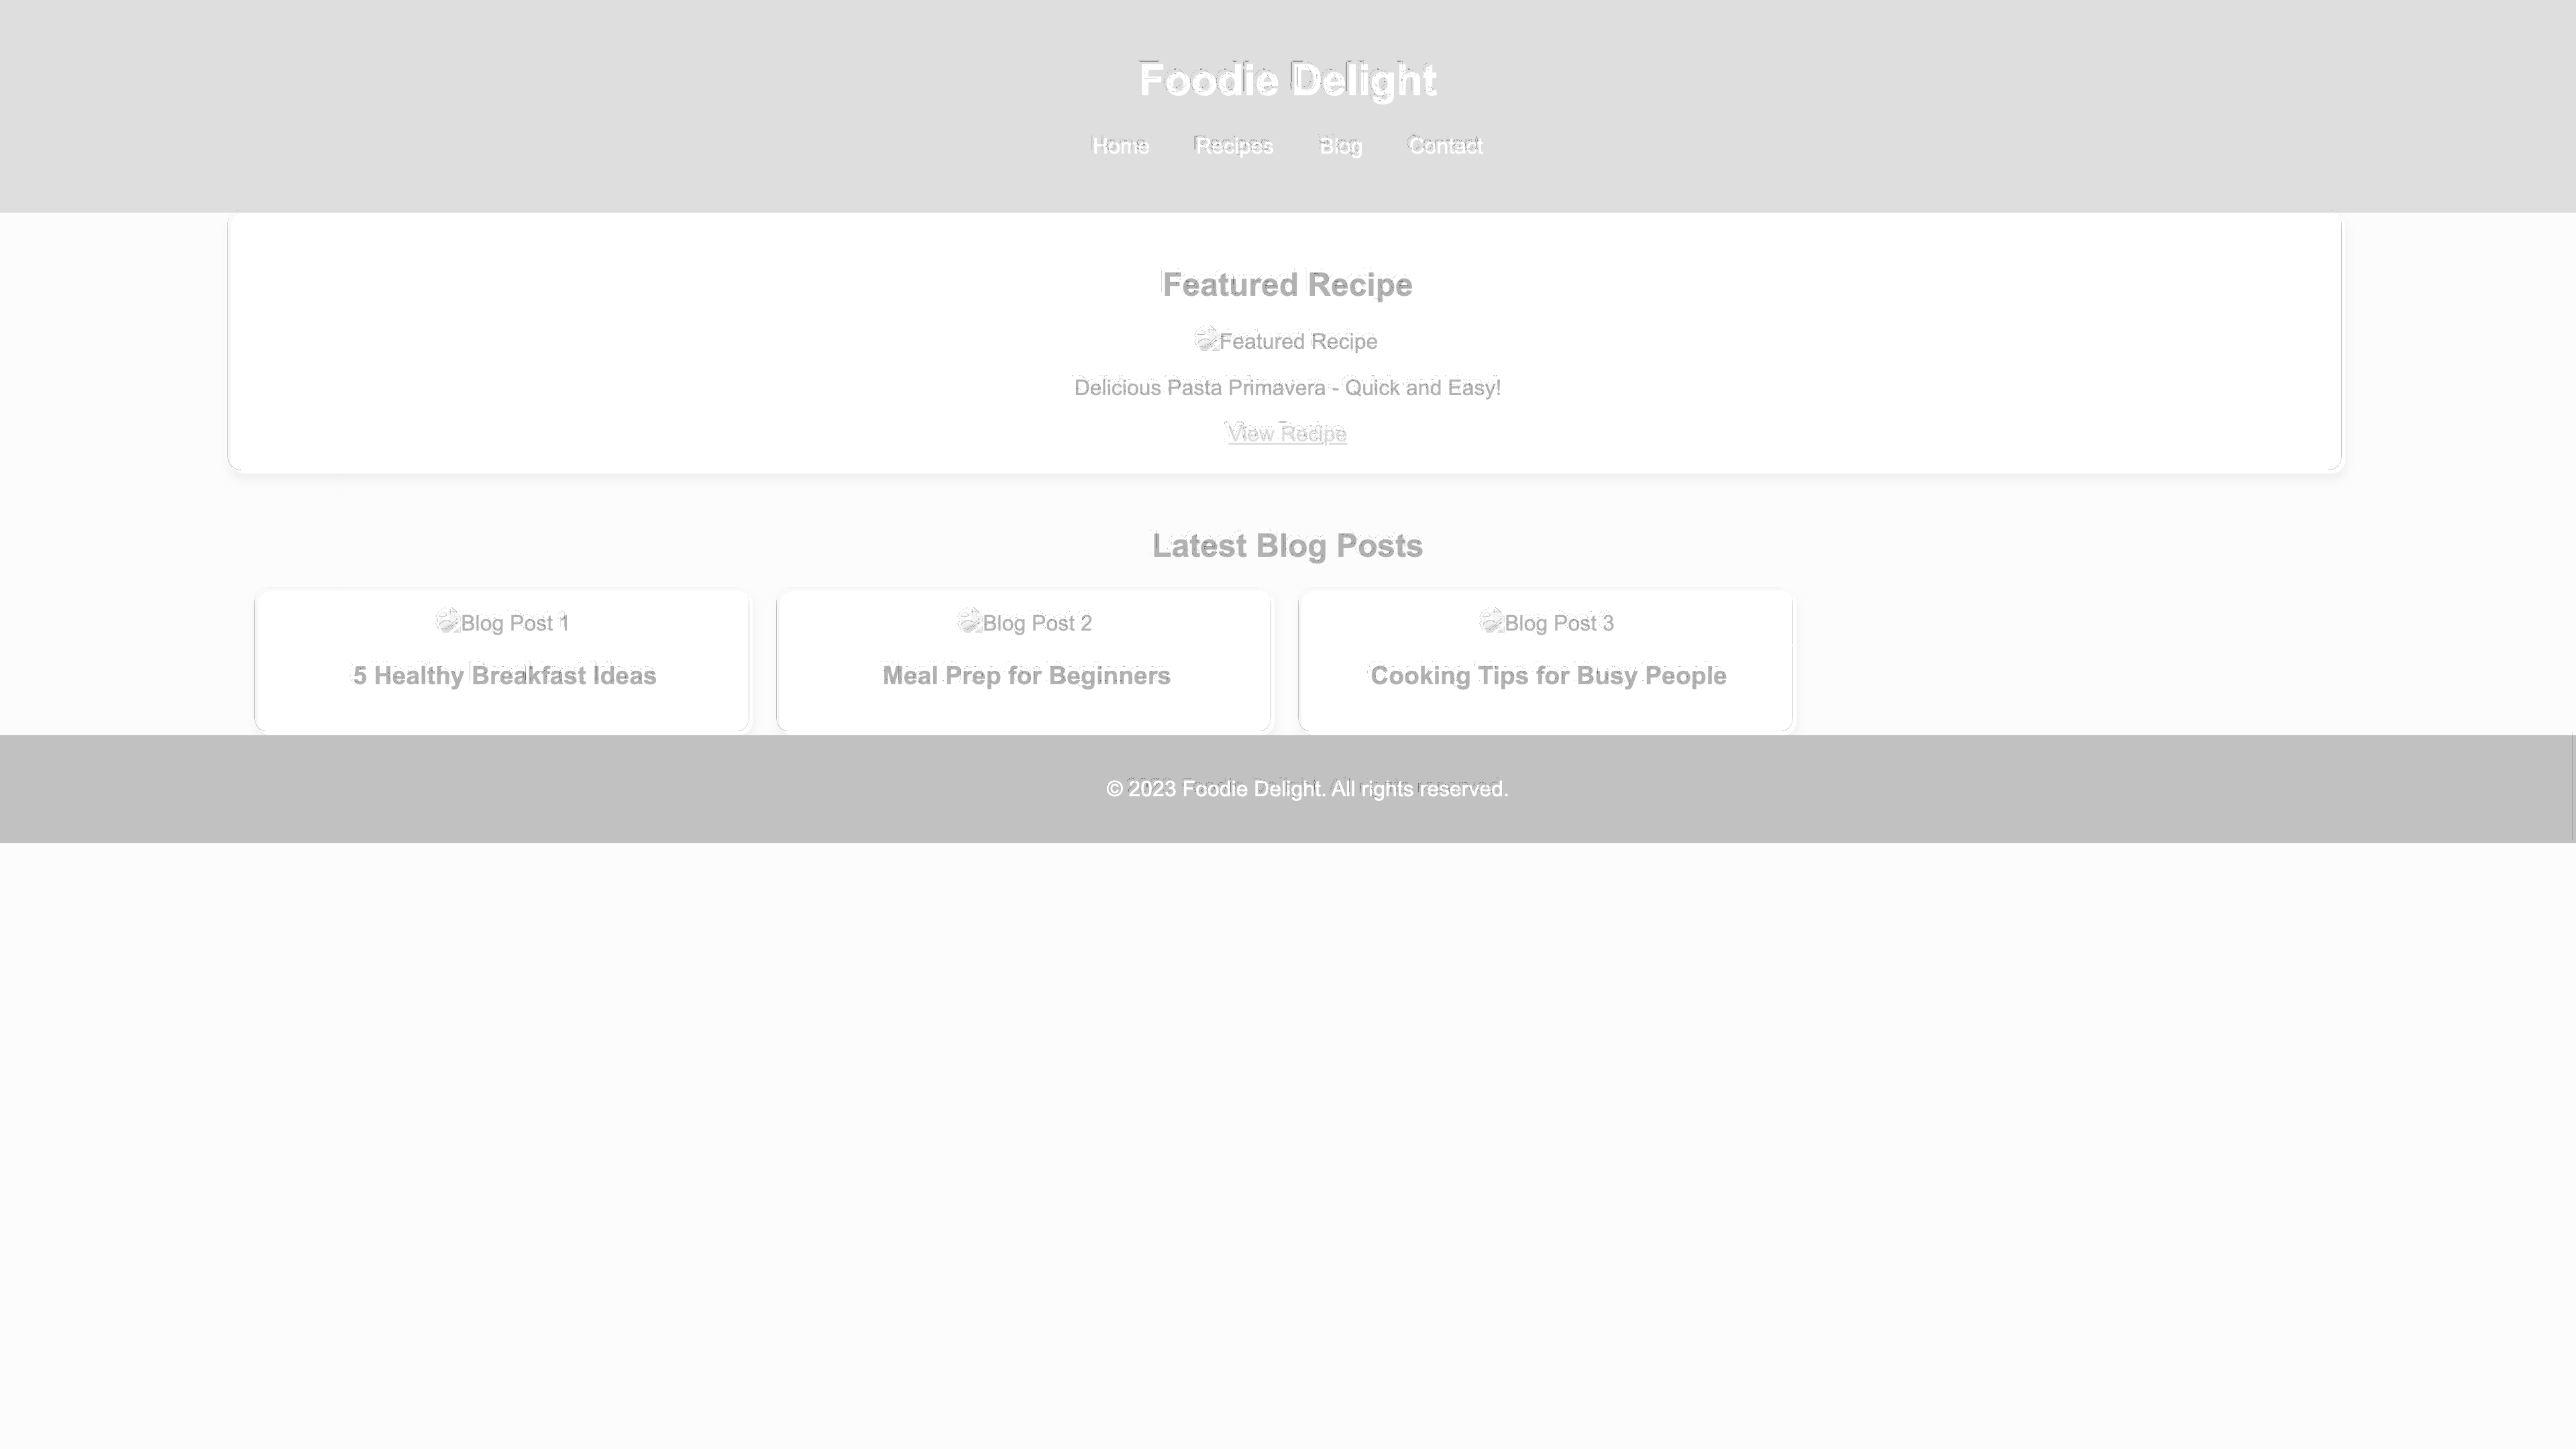 Foodie Delight
Home Recipes Blog Contact
Featured Recipe
Featured Recipe
Delicious Pasta Primavera - Quick and Easy!
View Recipe
Latest Blog Posts
Blog Post 1
5 Healthy Breakfast Ideas
Blog Post 2
Meal Prep for Beginners
Blog Post 3
Cooking Tips for Busy People
© 2023 Foodie Delight. All rights reserved.